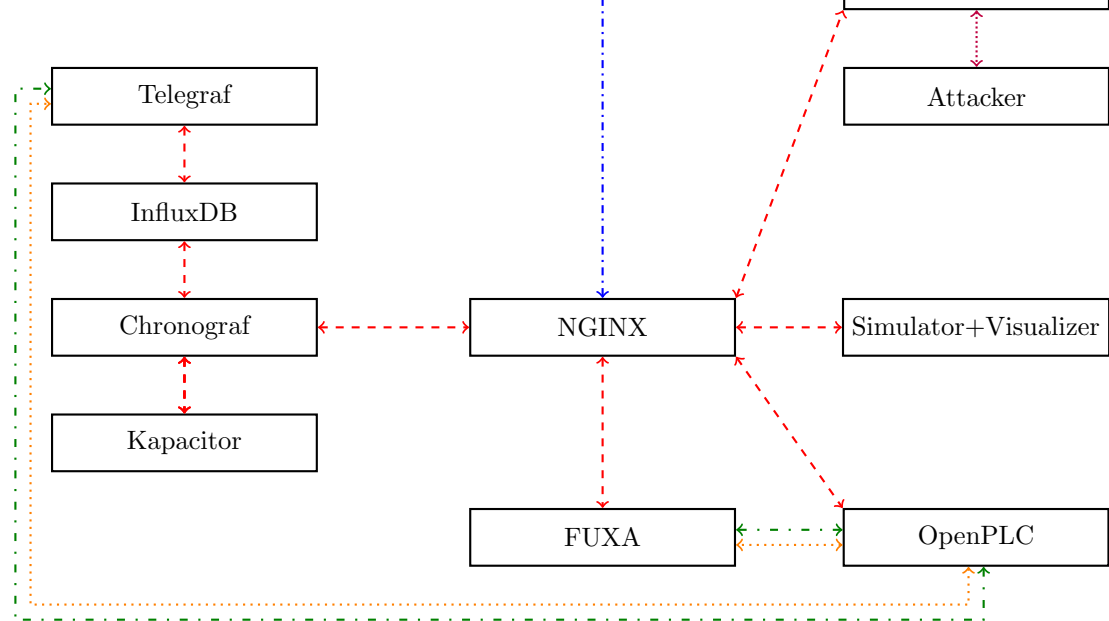 Telegraf
Attacker
InfluxDB
Chronograf
NGINX
Simulator+Visualizer
Kapacitor
FUXA
OpenPLC